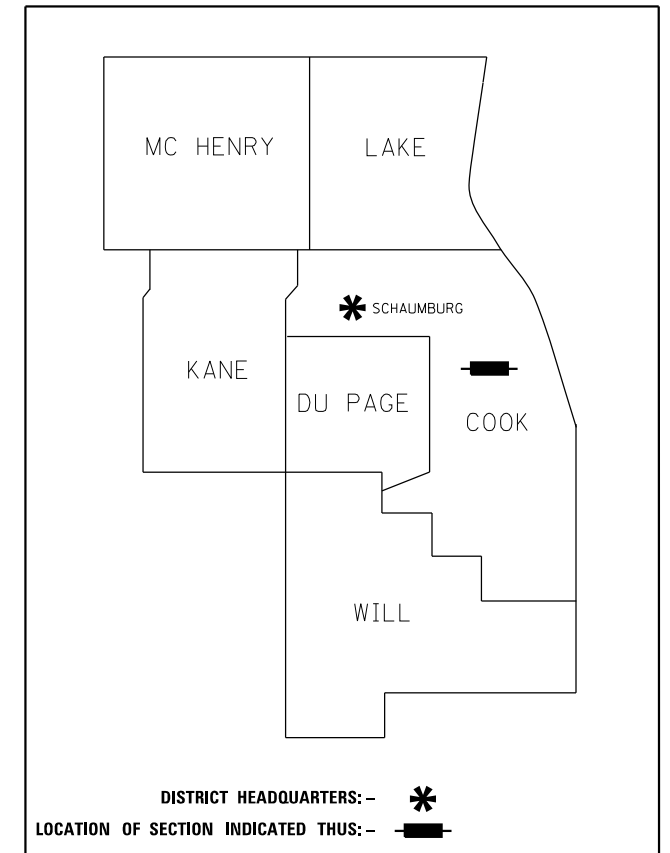 MC HENRY
LAKE
SCHAUMBURG
KANE
DU PAGE
COOK
WILL
DISTRICT HEADQUARTERS: -
LOCATION OF SECTION INDICATED THUS: -